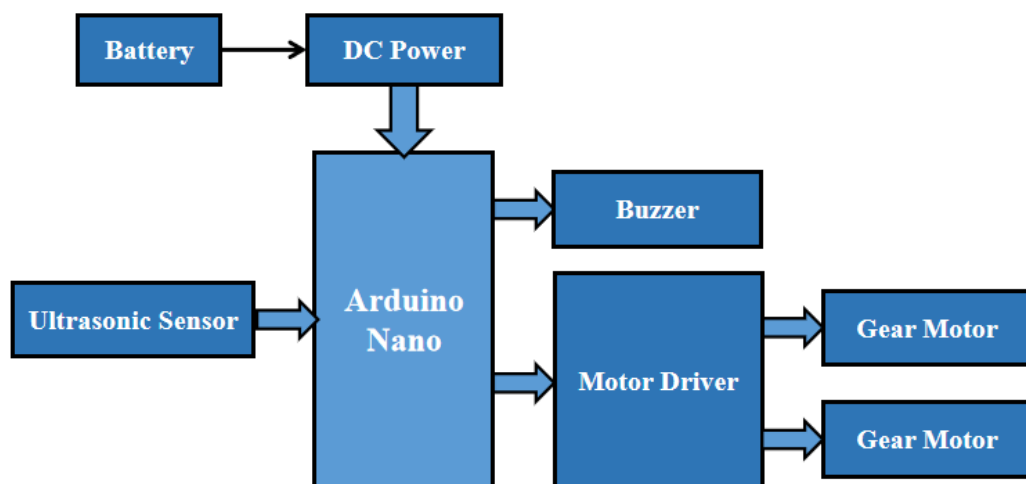 Battery
DC Power
Buzzer
Ultrasonic Sensor
Arduino
Nano
Motor Driver
Gear Motor
Gear Motor